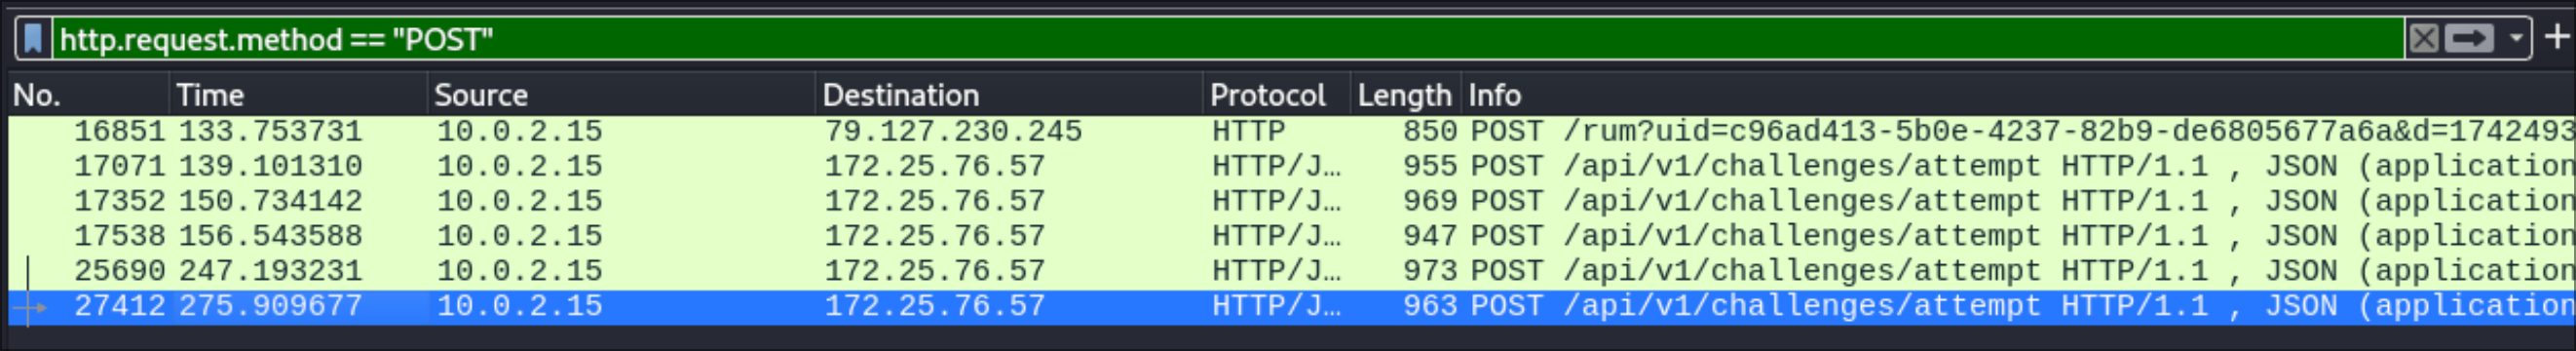 http.request.method == "POST"
No. Time Source Destination Protocol Length Info
16851 133.753731 10.0.2.15 79.127.230.245 HTTP 850 POST /rum?uid=c96ad413-5b0e-4237-82b9-de6805677a6a&d=1742493
17071 139.101310 10.0.2.15 172.25.76.57 HTTP/J… 955 POST /api/v1/challenges/attempt HTTP/1.1 , JSON (application
17352 150.734142 10.0.2.15 172.25.76.57 HTTP/J… 969 POST /api/v1/challenges/attempt HTTP/1.1 , JSON (application
17538 156.543588 10.0.2.15 172.25.76.57 HTTP/J… 947 POST /api/v1/challenges/attempt HTTP/1.1 , JSON (application
25690 247.193231 10.0.2.15 172.25.76.57 HTTP/J… 973 POST /api/v1/challenges/attempt HTTP/1.1 , JSON (application
27412 275.909677 10.0.2.15 172.25.76.57 HTTP/J… 963 POST /api/v1/challenges/attempt HTTP/1.1 , JSON (application